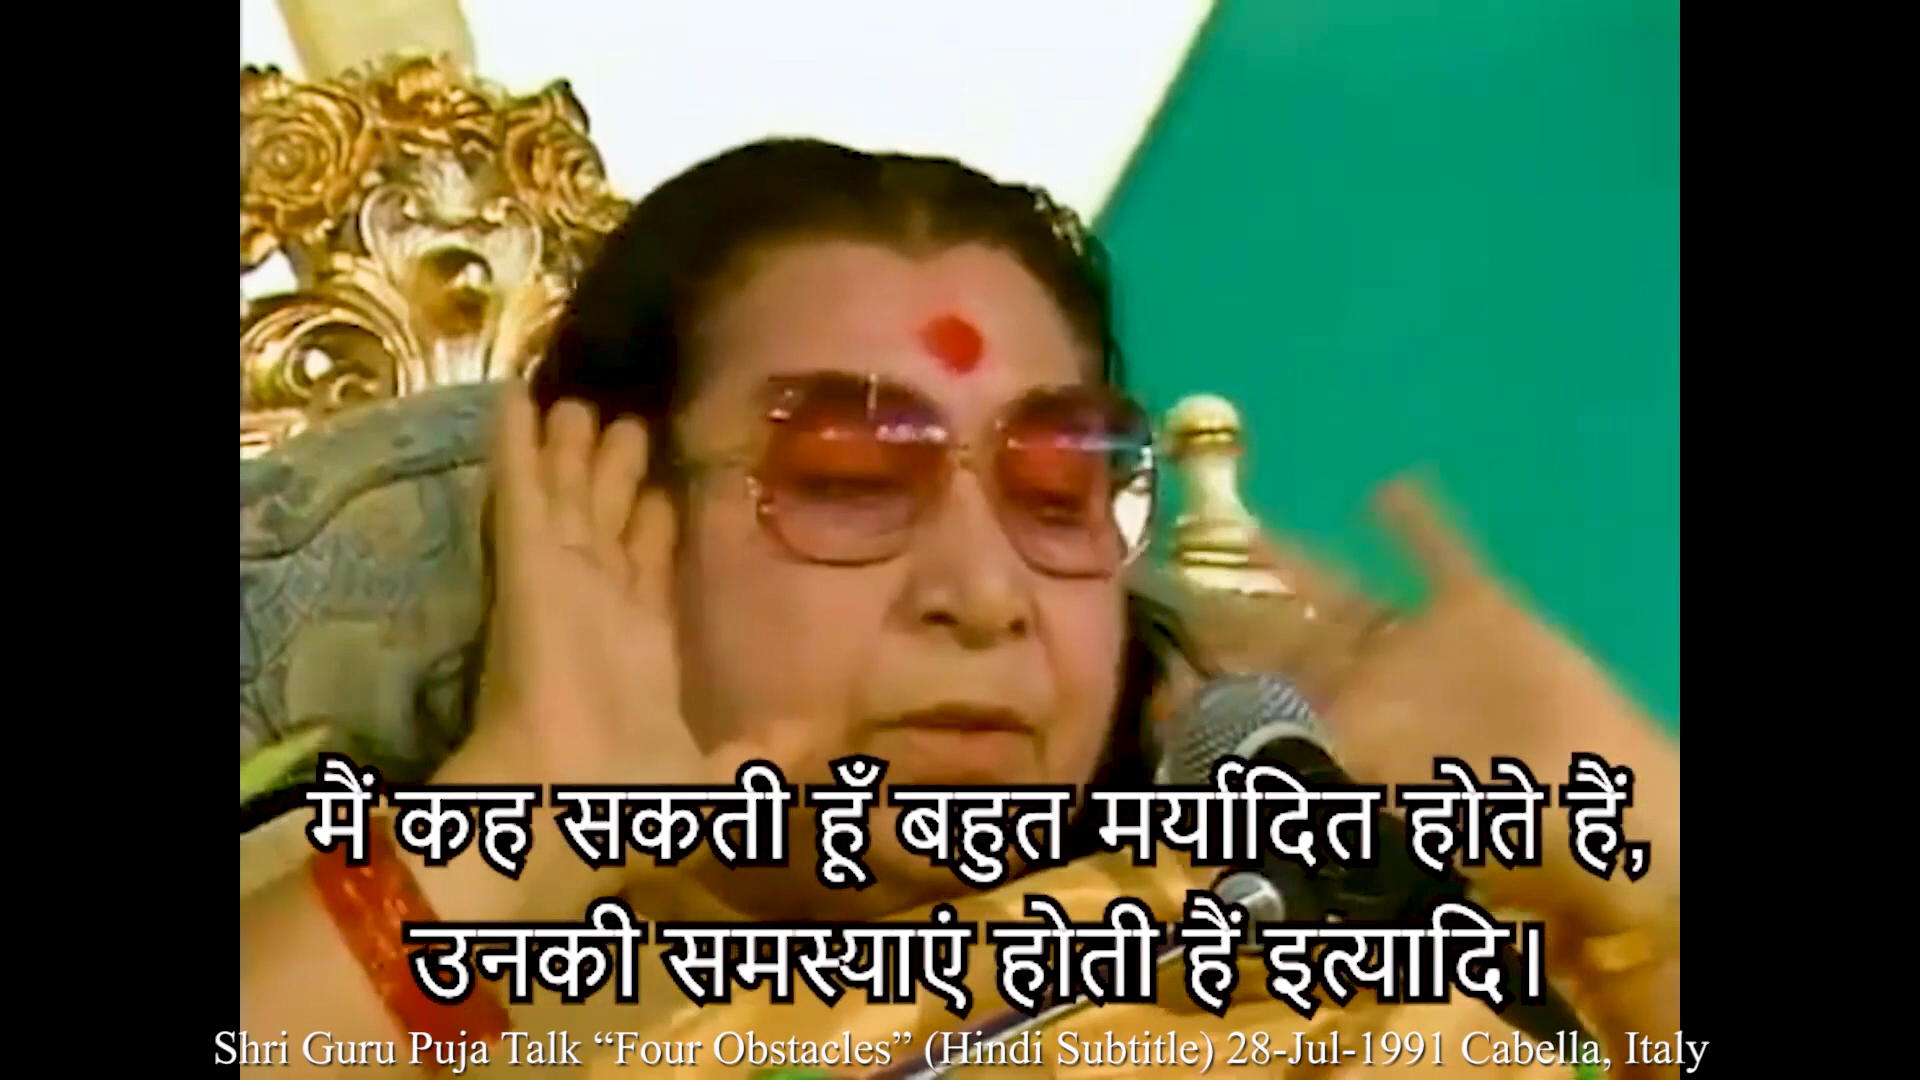 मैं कह सकती हूँ बहुत मर्यादित होते हैं,
उनकी समस्याएं होती हैं इत्यादि।
Shri Guru Puja Talk “Four Obstacles” (Hindi Subtitle) 28-Jul-1991 Cabella, Italy